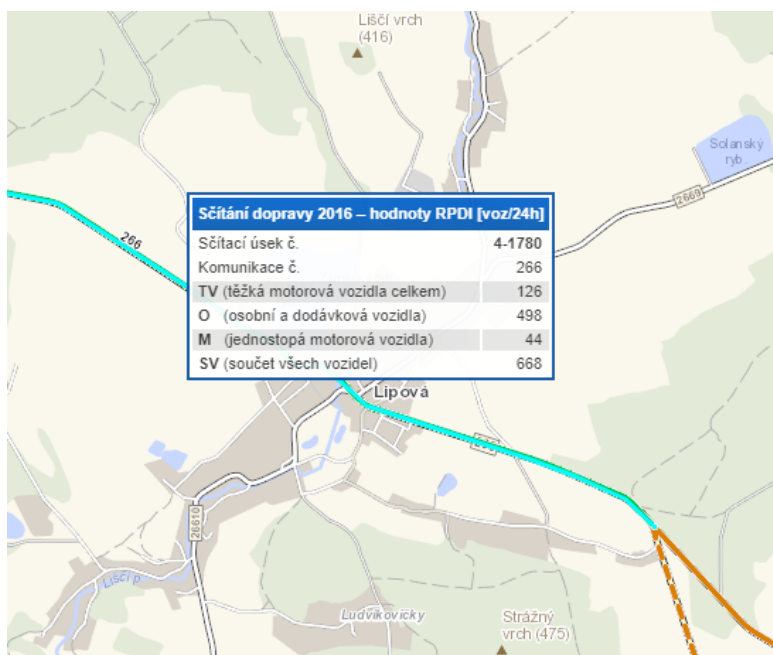 Liščí vrch
(416)
Solanský
ryb.
2669
266
Sčítání dopravy 2016 – hodnoty RPDI [voz/24h]
Sčítací úsek č. 4-1780
Komunikace č. 266
TV (těžká motorová vozidla celkem) 126
O (osobní a dodávková vozidla) 498
M (jednostopá motorová vozidla) 44
SV (součet všech vozidel) 668
Lipová
26610
Liščí p.
Ludvíkovičky
Strážný
vrch (475)